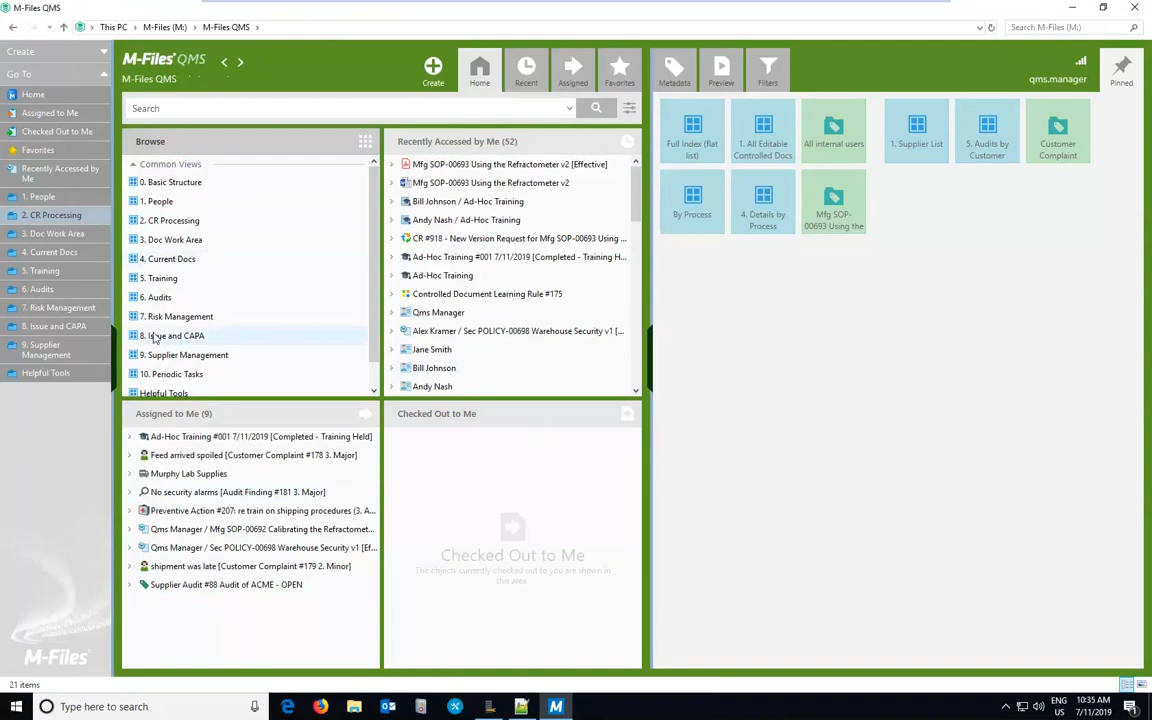 M-Files QMS
This PC › M-Files (M:) › M-Files QMS ›
Search M-Files (M:)
Create
Go To
Home
Assigned to Me
Checked Out to Me
Favorites
Recently Accessed by
Me
1. People
2. CR Processing
3. Doc Work Area
4. Current Docs
5. Training
6. Audits
7. Risk Management
8. Issue and CAPA
9. Supplier
Management
Helpful Tools
M-Files
M-Files QMS
M-Files QMS
Create
Home
Recent
Assigned
Favorites
Search
Browse
Common Views
0. Basic Structure
1. People
2. CR Processing
3. Doc Work Area
4. Current Docs
5. Training
6. Audits
7. Risk Management
8. Issue and CAPA
9. Supplier Management
10. Periodic Tasks
Helpful Tools
Recently Accessed by Me (52)
Mfg SOP-00693 Using the Refractometer v2 [Effective]
Mfg SOP-00693 Using the Refractometer v2
Bill Johnson / Ad-Hoc Training
Andy Nash / Ad-Hoc Training
CR #918 - New Version Request for Mfg SOP-00693 Using ...
Ad-Hoc Training #001 7/11/2019 [Completed - Training H...
Ad-Hoc Training
Controlled Document Learning Rule #175
Qms Manager
Alex Kramer / Sec POLICY-00698 Warehouse Security v1 [...
Jane Smith
Bill Johnson
Andy Nash
Assigned to Me (9)
Ad-Hoc Training #001 7/11/2019 [Completed - Training Held]
Feed arrived spoiled [Customer Complaint #178 3. Major]
Murphy Lab Supplies
No security alarms [Audit Finding #181 3. Major]
Preventive Action #207: re train on shipping procedures (3. A...
Qms Manager / Mfg SOP-00692 Calibrating the Refractomet...
Qms Manager / Sec POLICY-00698 Warehouse Security v1 [Ef...
shipment was late [Customer Complaint #179 2. Minor]
Supplier Audit #88 Audit of ACME - OPEN
Checked Out to Me
Checked Out to Me
The objects currently checked out to you are shown in
this area.
Metadata
Preview
Filters
qms.manager
Pinned
Full Index (flat
list)
1. All Editable
Controlled Docs
All internal users
1. Supplier List
5. Audits by
Customer
Customer
Complaint
By Process
4. Details by
Process
Mfg SOP-
00693 Using the
21 items
Type here to search
ENG
US
10:35 AM
7/11/2019